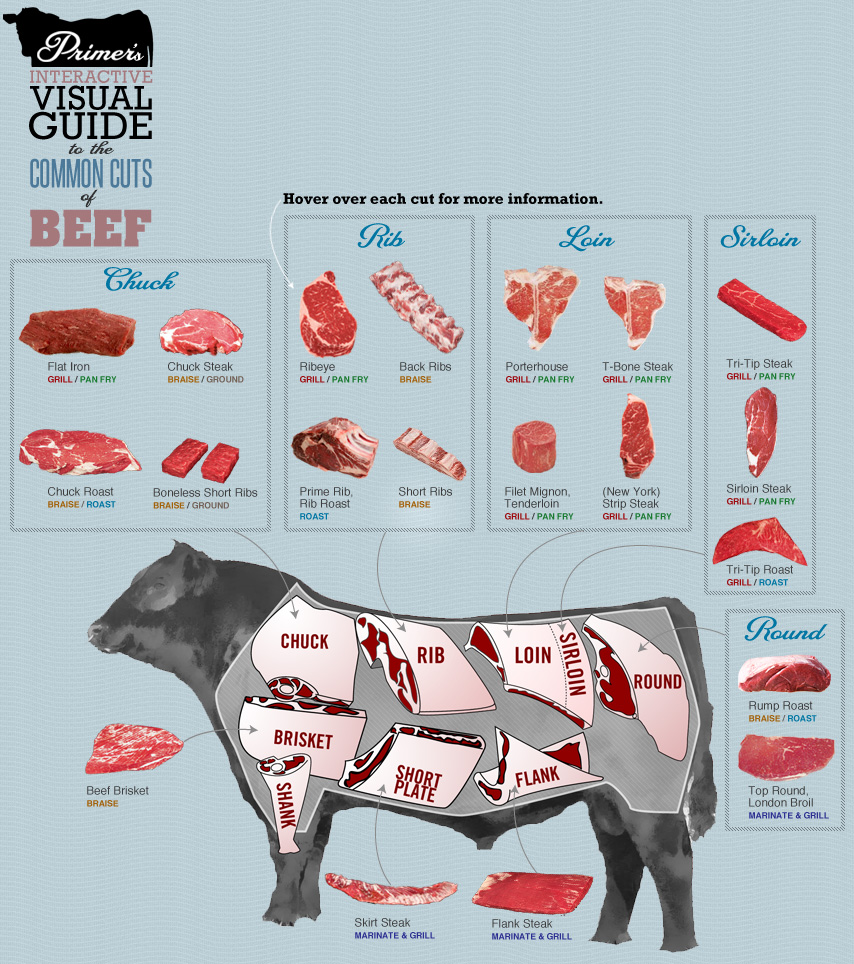 Primer's
INTERACTIVE
VISUAL
GUIDE
to the
COMMON CUTS
of
BEEF
Hover over each cut for more information.
Chuck
Flat Iron
GRILL / PAN FRY
Chuck Steak
BRAISE / GROUND
Chuck Roast
BRAISE / ROAST
Boneless Short Ribs
BRAISE / GROUND
Rib
Ribeye
GRILL / PAN FRY
Back Ribs
BRAISE
Prime Rib,
Rib Roast
ROAST
Short Ribs
BRAISE
Loin
Porterhouse
GRILL / PAN FRY
T-Bone Steak
GRILL / PAN FRY
Filet Mignon,
Tenderloin
GRILL / PAN FRY
(New York)
Strip Steak
GRILL / PAN FRY
Sirloin
Tri-Tip Steak
GRILL / PAN FRY
Sirloin Steak
GRILL / PAN FRY
Tri-Tip Roast
GRILL / ROAST
Round
Rump Roast
BRAISE / ROAST
Top Round,
London Broil
MARINATE & GRILL
CHUCK
RIB
LOIN
SIRLOIN
ROUND
BRISKET
SHANK
SHORT
PLATE
FLANK
Beef Brisket
BRAISE
Skirt Steak
MARINATE & GRILL
Flank Steak
MARINATE & GRILL